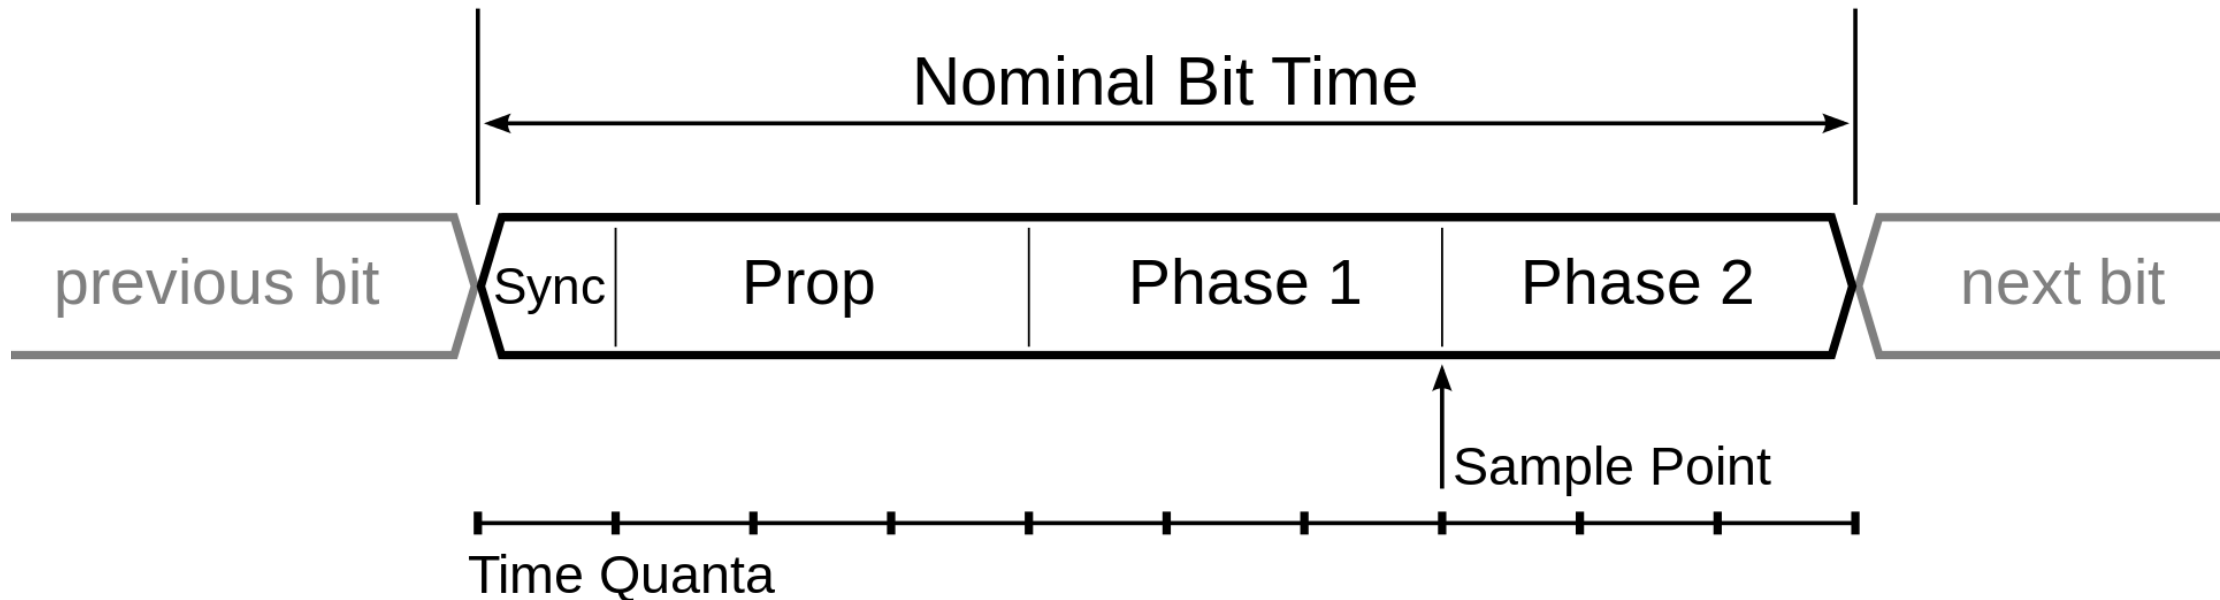 Nominal Bit Time
previous bit
Sync
Prop
Phase 1
Phase 2
next bit
Sample Point
Time Quanta